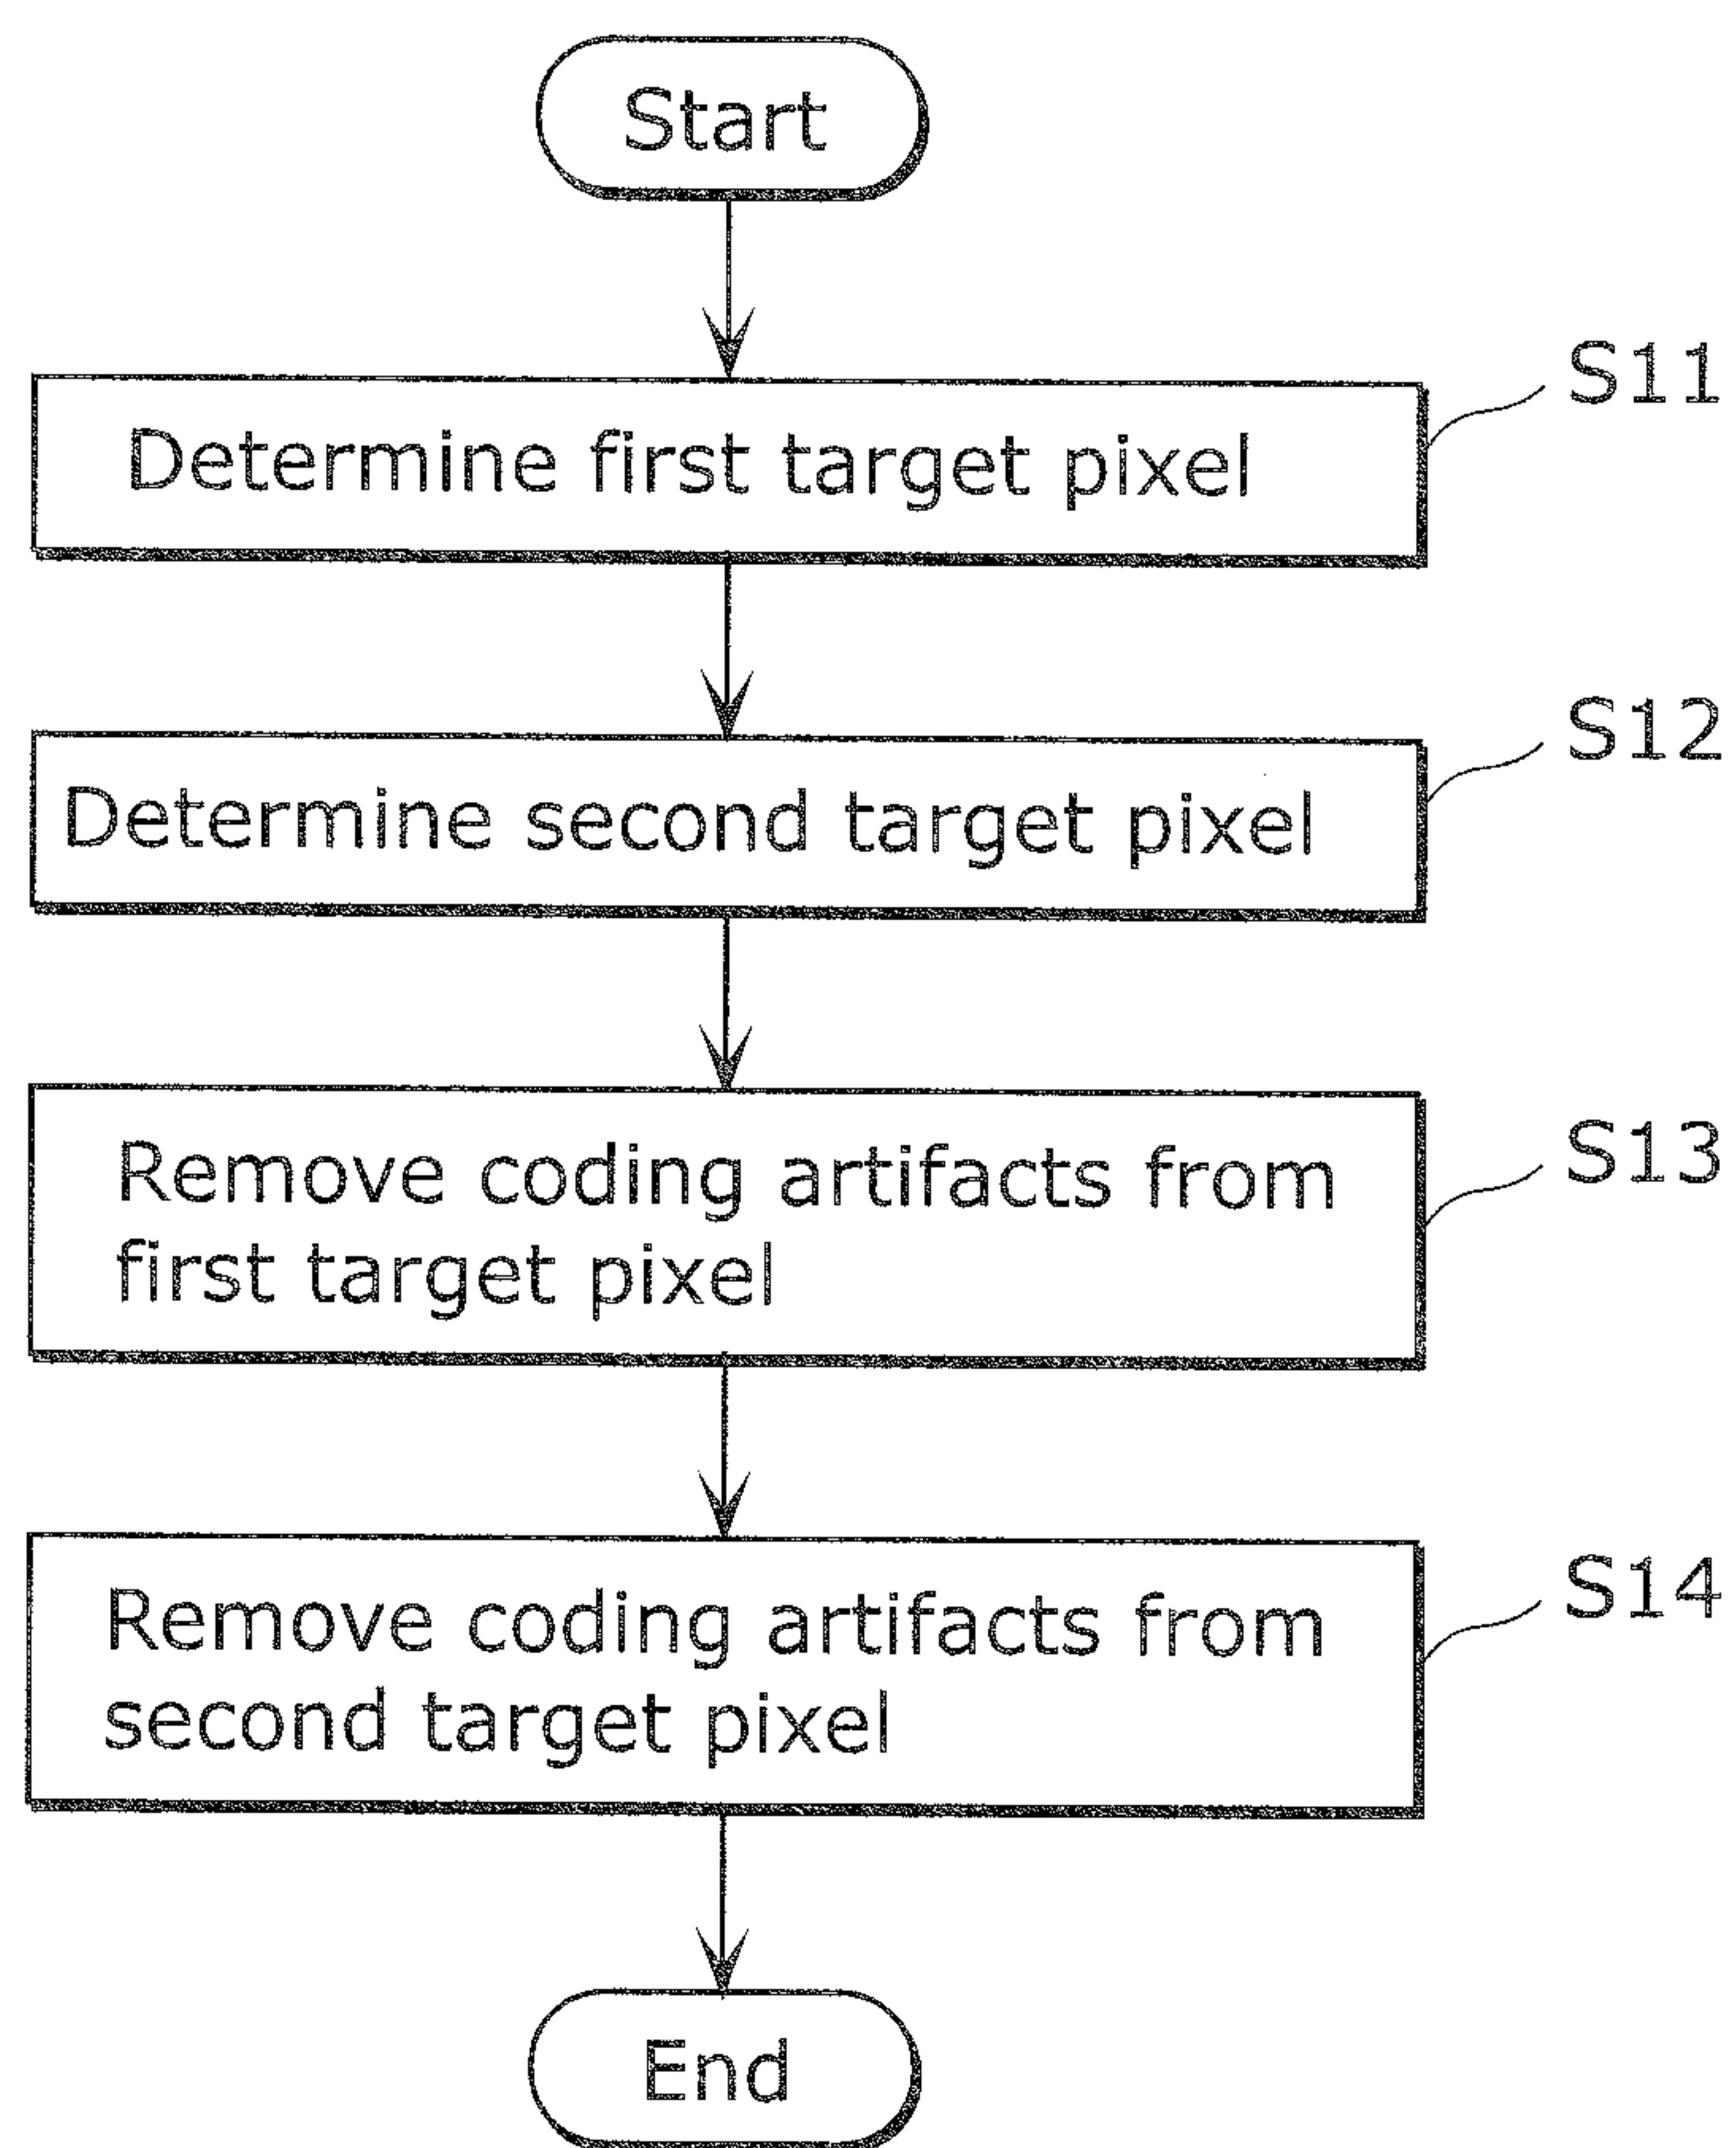 Start
S11
Determine first target pixel
S12
Determine second target pixel
S13
Remove coding artifacts from
first target pixel
S14
Remove coding artifacts from
second target pixel
End